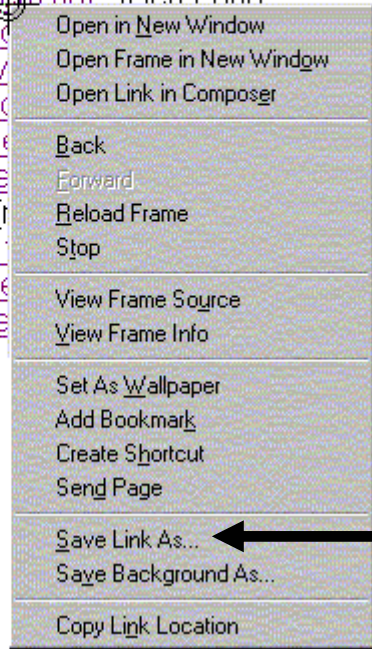 Open in New Window
Open Frame in New Window
Open Link in Composer
Back
Forward
Reload Frame
Stop
View Frame Source
View Frame Info
Set As Wallpaper
Add Bookmark
Create Shortcut
Send Page
Save Link As...
Save Background As...
Copy Link Location